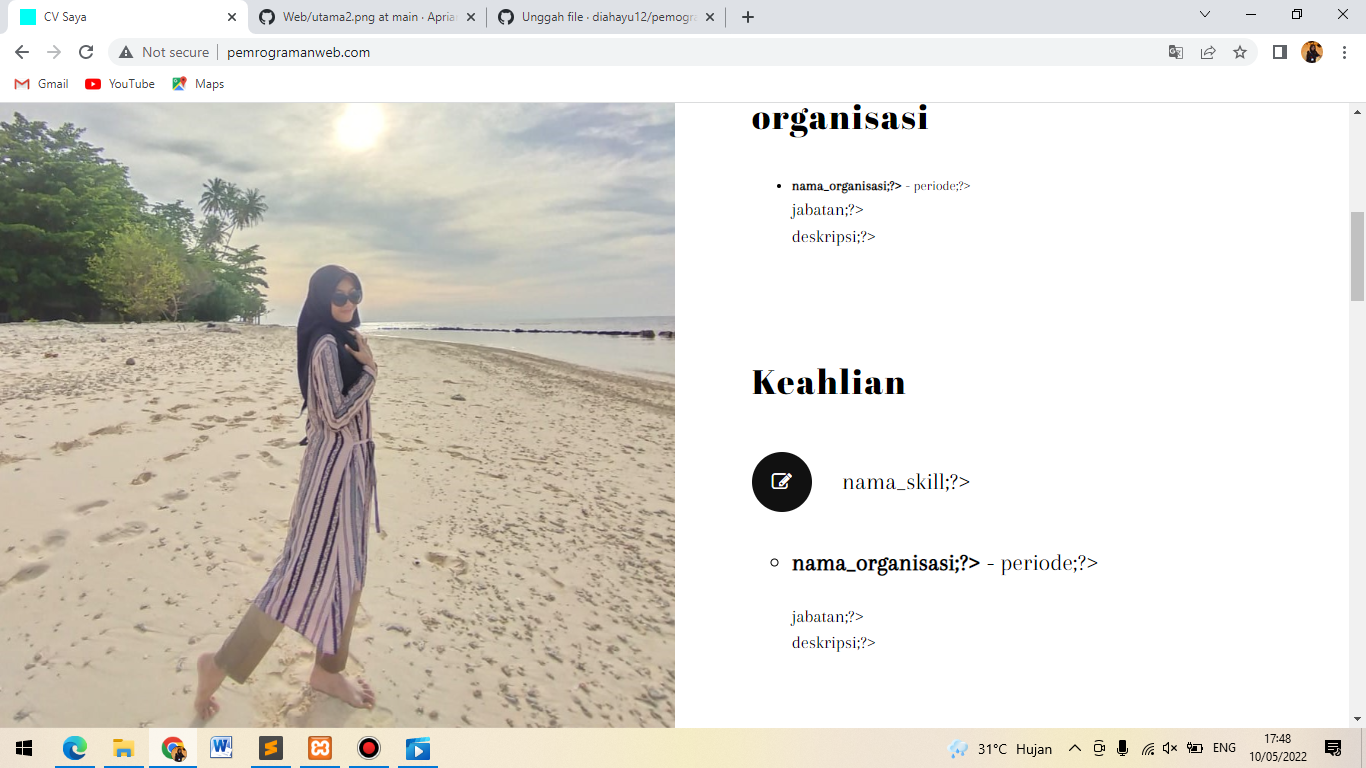 CV Saya
Web/utama2.png at main · Apria
Unggah file · diahayu12/pemogra
Not secure
pemrogramanweb.com
Gmail
YouTube
Maps
organisasi
nama_organisasi;?> - periode;?>
jabatan;?>
deskripsi;?>
Keahlian
nama_skill;?>
nama_organisasi;?> - periode;?>
jabatan;?>
deskripsi;?>
31°C Hujan
ENG
17:48
10/05/2022